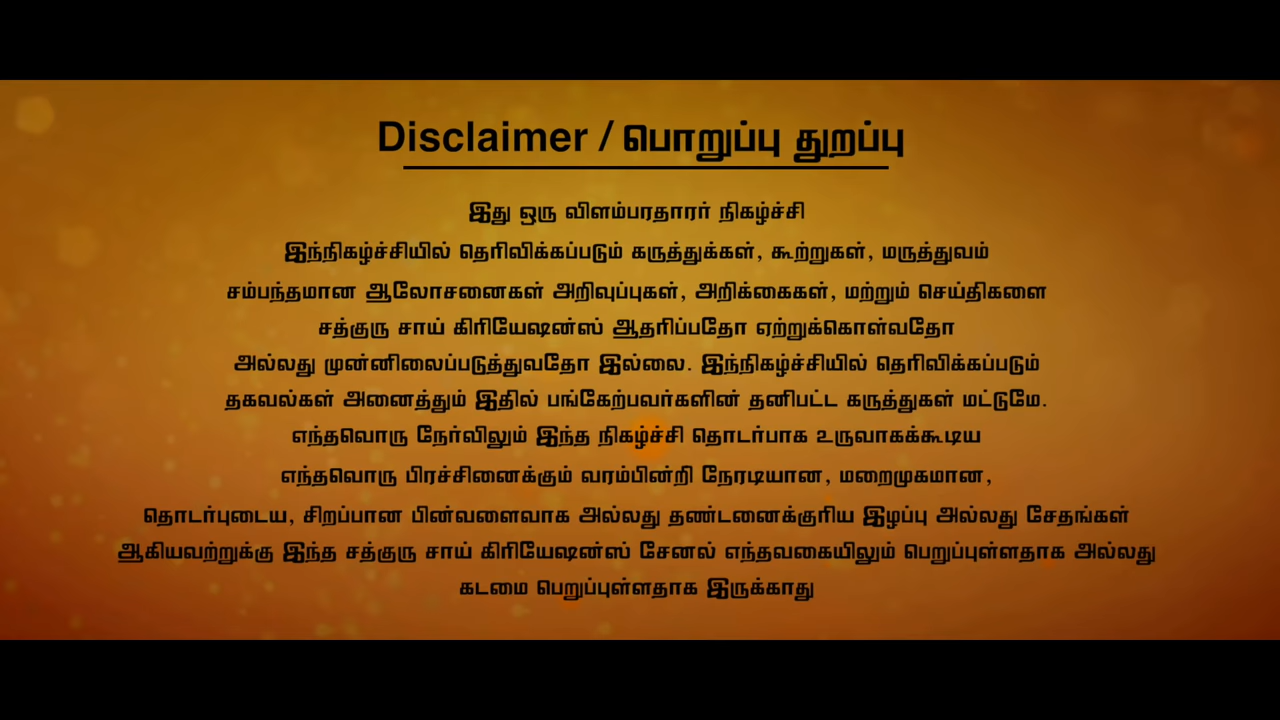 Disclaimer / பொறுப்பு துறப்பு
இது ஒரு விளம்பரதாரர் நிகழ்ச்சி
இந்நிகழ்ச்சியில் தெரிவிக்கப்படும் கருத்துக்கள், கூற்றுகள், மருத்துவம்
சம்பந்தமான ஆலோசனைகள் அறிவுப்புகள், அறிக்கைகள், மற்றும் செய்திகளை
சத்குரு சாய் கிரியேஷன்ஸ் ஆதரிப்பதோ ஏற்றுக்கொள்வதோ
அல்லது முன்னிலைப்படுத்துவதோ இல்லை. இந்நிகழ்ச்சியில் தெரிவிக்கப்படும்
தகவல்கள் அனைத்தும் இதில் பங்கேற்பவர்களின் தனிபட்ட கருத்துகள் மட்டுமே.
எந்தவொரு நேர்விலும் இந்த நிகழ்ச்சி தொடர்பாக உருவாகக்கூடிய
எந்தவொரு பிரச்சினைக்கும் வரம்பின்றி நேரடியான, மறைமுகமான,
தொடர்புடைய, சிறப்பான பின்வளைவாக அல்லது தண்டனைக்குரிய இழப்பு அல்லது சேதங்கள்
ஆகியவற்றுக்கு இந்த சத்குரு சாய் கிரியேஷன்ஸ் சேனல் எந்தவகையிலும் பெறுப்புள்ளதாக அல்லது
கடமை பெறுப்புள்ளதாக இருக்காது